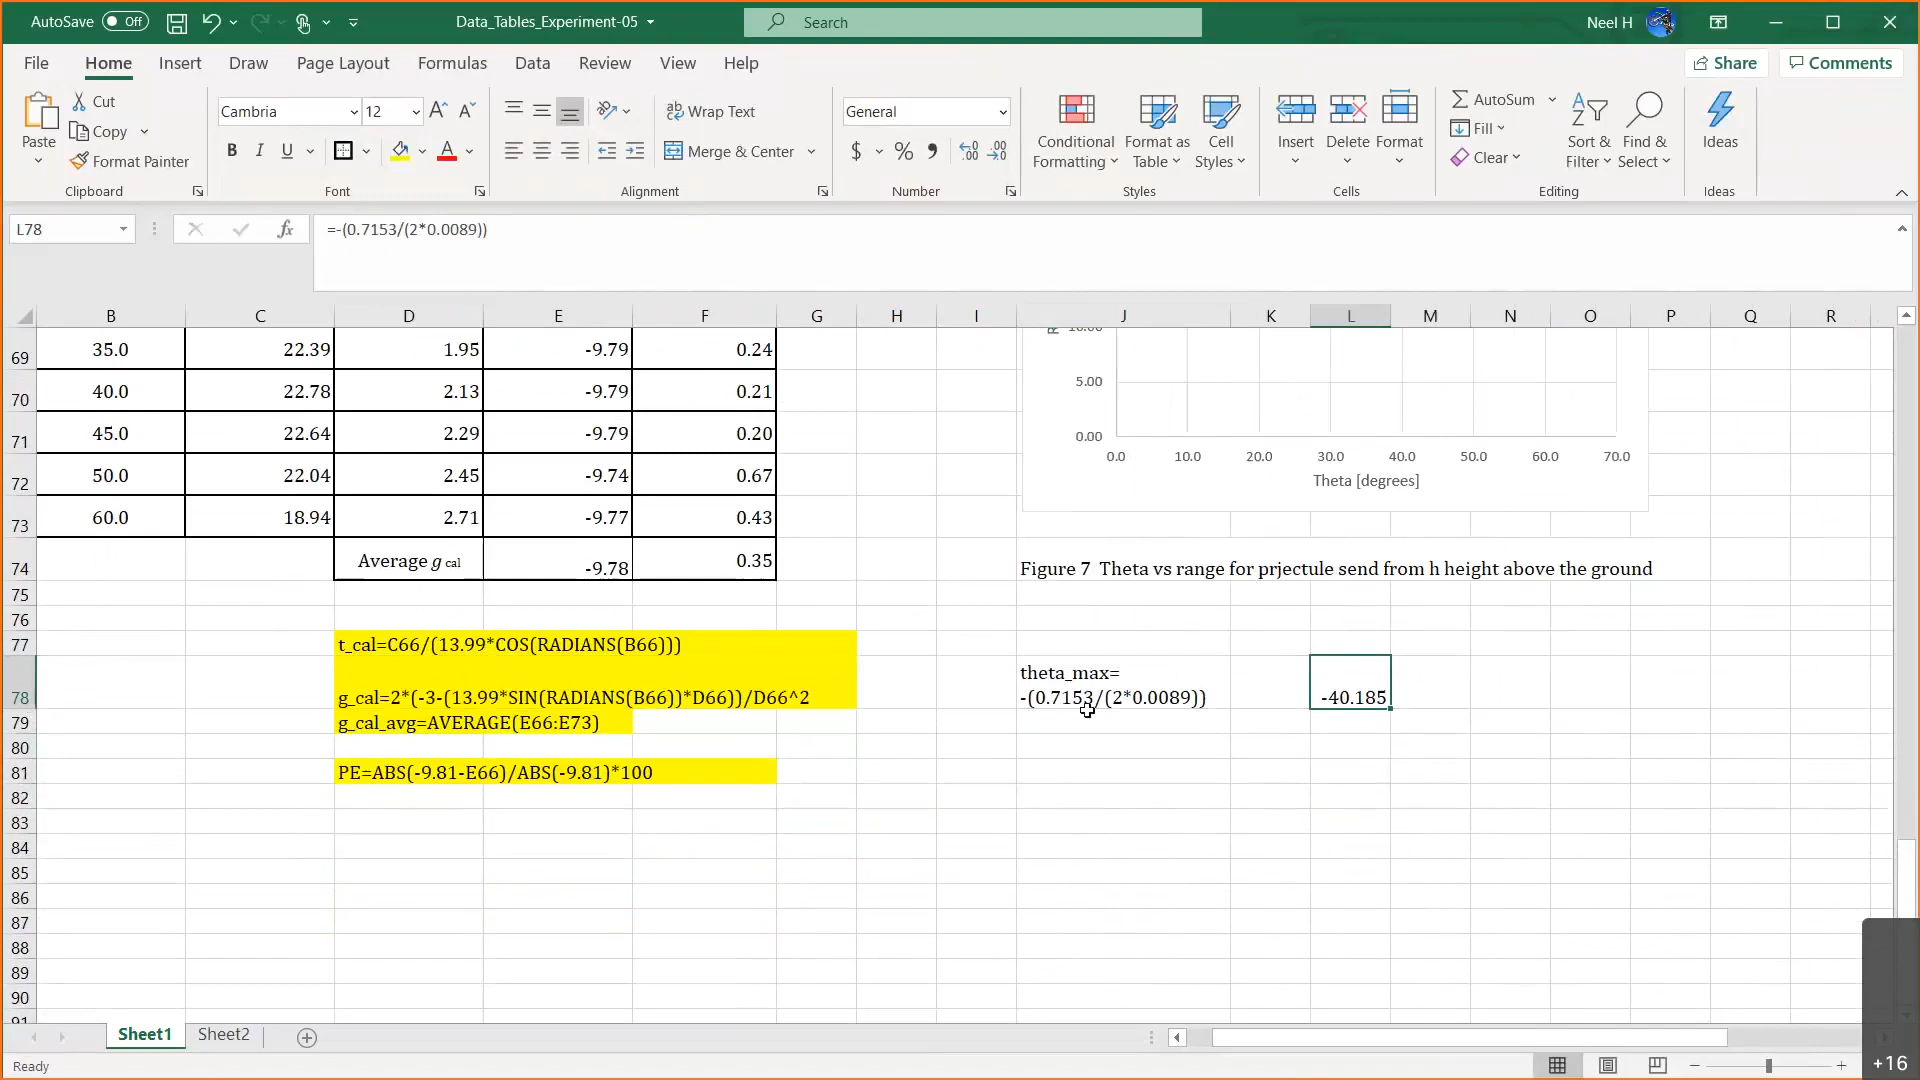 AutoSave Off Data_Tables_Experiment-05 Search Neel H
File Home Insert Draw Page Layout Formulas Data Review View Help Share Comments
Paste Cut Copy Format Painter
Clipboard
Cambria 12 A A
B I U A
Font
ab Wrap Text
Merge & Center
Alignment
General
$ % 9 .00 .00
Number
Conditional Formatting Format as Table Cell Styles
Styles
Insert Delete Format
Cells
AutoSum Fill Clear Sort & Filter Find & Select
Editing
Ideas
Ideas
L78 fx =-(0.7153/(2*0.0089))
B C D E F G H I J K L M N O P Q R
69 35.0 22.39 1.95 -9.79 0.24
70 40.0 22.78 2.13 -9.79 0.21
71 45.0 22.64 2.29 -9.79 0.20
72 50.0 22.04 2.45 -9.74 0.67
73 60.0 18.94 2.71 -9.77 0.43
74 Average g cal -9.78 0.35
5.00
0.00
0.0 10.0 20.0 30.0 40.0 50.0 60.0 70.0
Theta [degrees]
Figure 7 Theta vs range for prjectule send from h height above the ground
75
76
77 t_cal=C66/(13.99*COS(RADIANS(B66)))
theta_max=
78 g_cal=2*(-3-(13.99*SIN(RADIANS(B66))*D66))/D66^2 -(0.7153/(2*0.0089)) -40.185
79 g_cal_avg=AVERAGE(E66:E73)
80
81 PE=ABS(-9.81-E66)/ABS(-9.81)*100
82
83
84
85
86
87
88
89
90
Sheet1 Sheet2
Ready
+16